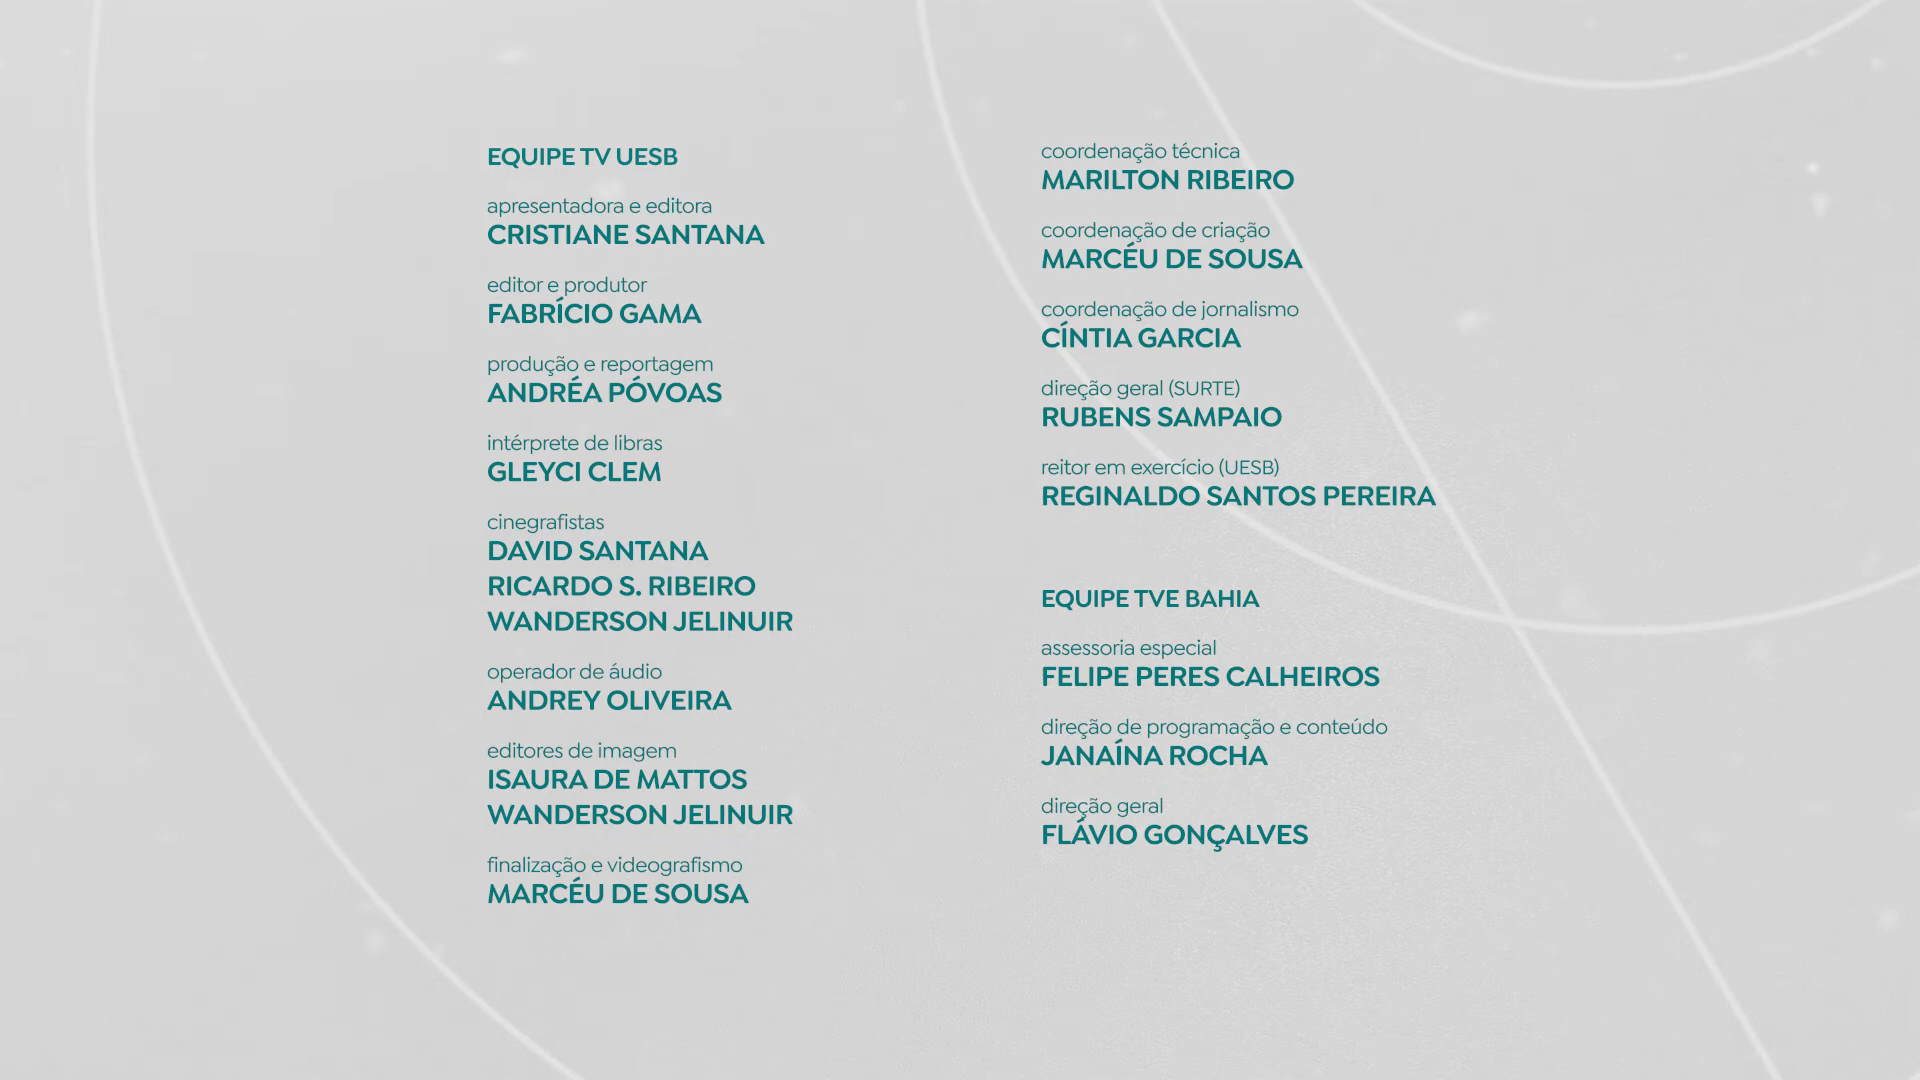 EQUIPE TV UESB
apresentadora e editora
CRISTIANE SANTANA
editor e produtor
FABRÍCIO GAMA
produção e reportagem
ANDRÉA PÓVOAS
intérprete de libras
GLEYCI CLEM
cinegrafistas
DAVID SANTANA
RICARDO S. RIBEIRO
WANDERSON JELINUIR
operador de áudio
ANDREY OLIVEIRA
editores de imagem
ISAURA DE MATTOS
WANDERSON JELINUIR
finalização e videografismo
MARCÉU DE SOUSA
coordenação técnica
MARILTON RIBEIRO
coordenação de criação
MARCÉU DE SOUSA
coordenação de jornalismo
CÍNTIA GARCIA
direção geral (SURTE)
RUBENS SAMPAIO
reitor em exercício (UESB)
REGINALDO SANTOS PEREIRA
EQUIPE TVE BAHIA
assessoria especial
FELIPE PERES CALHEIROS
direção de programação e conteúdo
JANAÍNA ROCHA
direção geral
FLÁVIO GONÇALVES